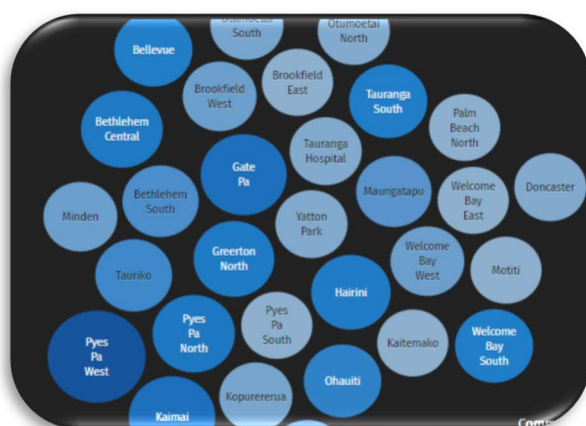 Otumoetai
South
Otumoetai
North
Bellevue
Brookfield
West
Brookfield
East
Tauranga
South
Bethlehem
Central
Palm
Beach
North
Tauranga
Hospital
Gate
Pa
Maungatapu
Welcome
Bay
East
Doncaster
Bethlehem
South
Minden
Yatton
Park
Greerton
North
Welcome
Bay
West
Motiti
Tauriko
Hairini
Pyes
Pa
North
Pyes
Pa
South
Pyes
Pa
West
Kaitemako
Welcome
Bay
South
Ohauiti
Kopurererua
Kaimai